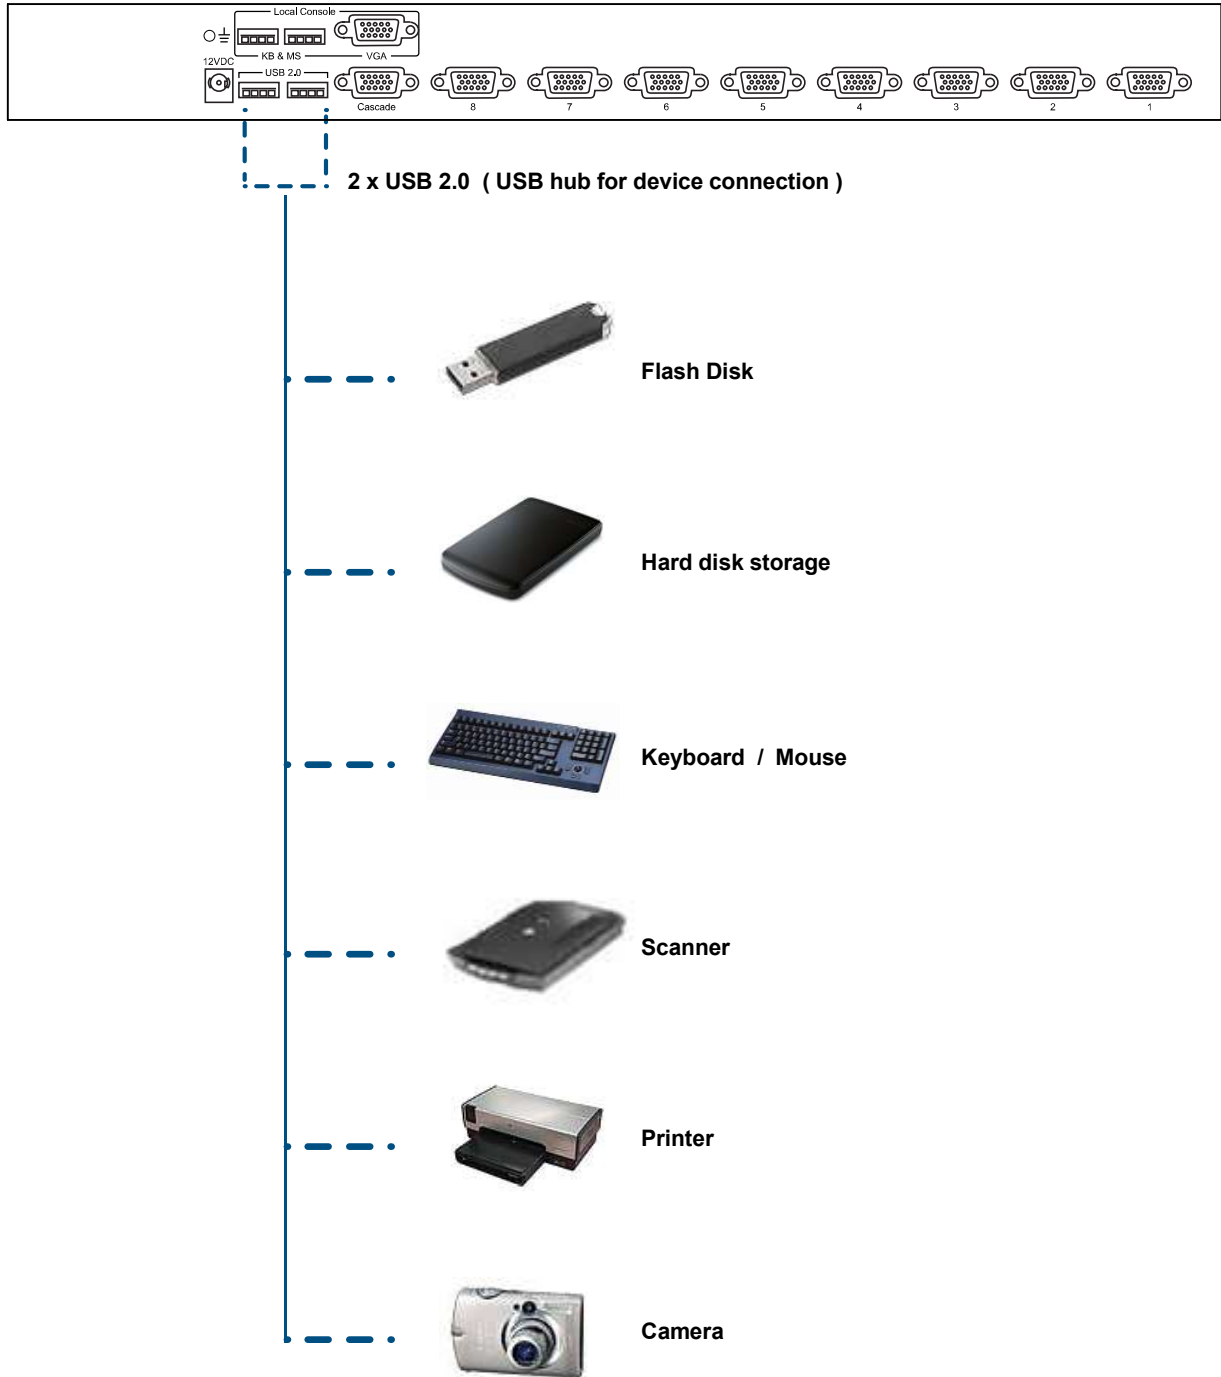 Local Console
KB & MS VGA
12VDC
USB 2.0
Cascade 8 7 6 5 4 3 2 1
2 x USB 2.0 ( USB hub for device connection )
Flash Disk
Hard disk storage
Keyboard / Mouse
Scanner
Printer
Camera